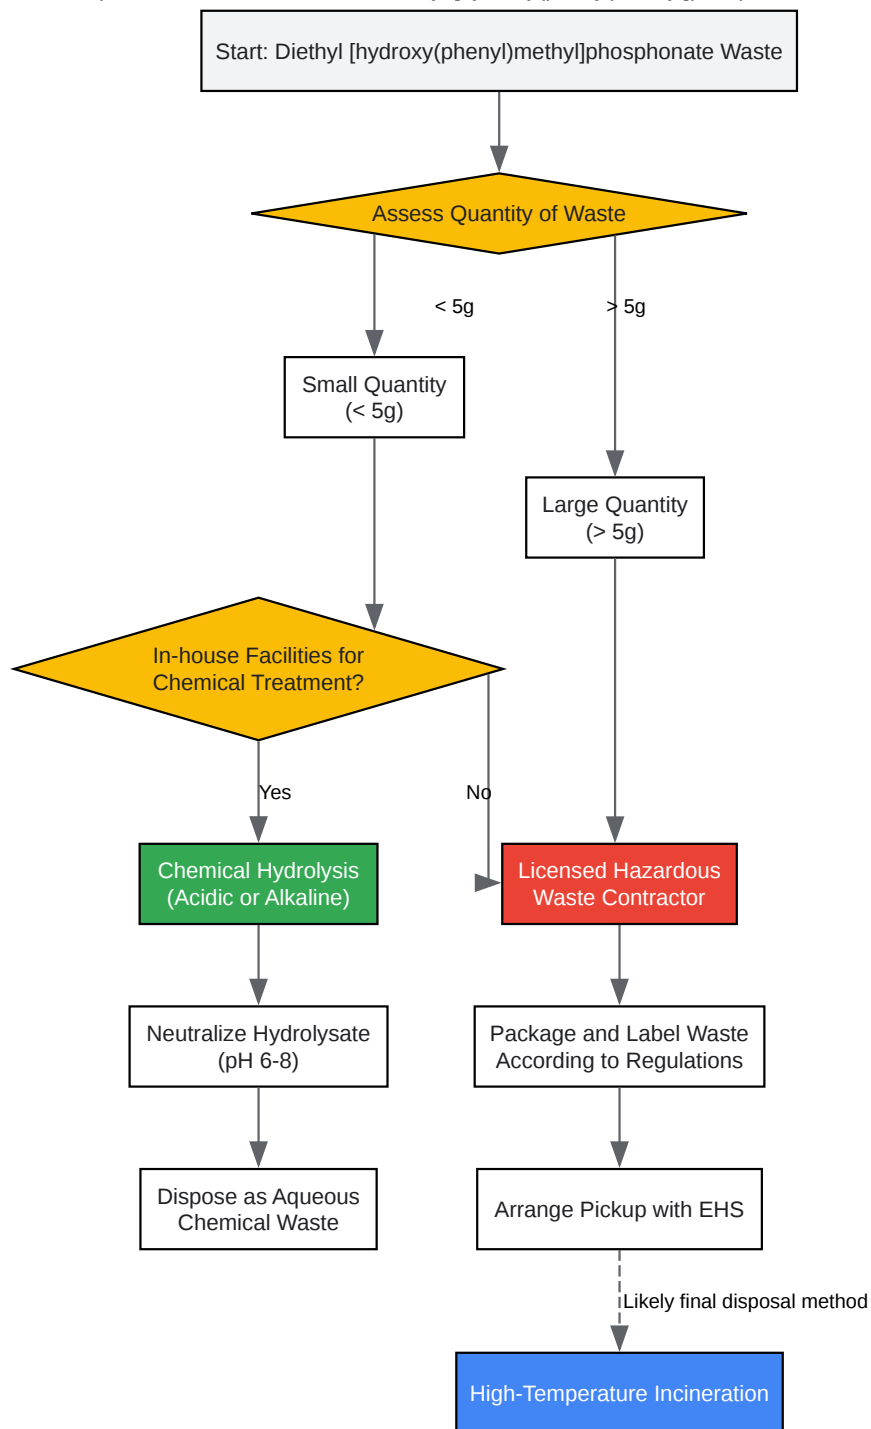 Start: Diethyl [hydroxy(phenyl)methyl]phosphonate Waste
Assess Quantity of Waste
< 5g
> 5g
Small Quantity
(< 5g)
Large Quantity
(> 5g)
In-house Facilities for
Chemical Treatment?
Yes
No
Chemical Hydrolysis
(Acidic or Alkaline)
Licensed Hazardous
Waste Contractor
Neutralize Hydrolysate
(pH 6-8)
Package and Label Waste
According to Regulations
Dispose as Aqueous
Chemical Waste
Arrange Pickup with EHS
Likely final disposal method
High-Temperature Incineration